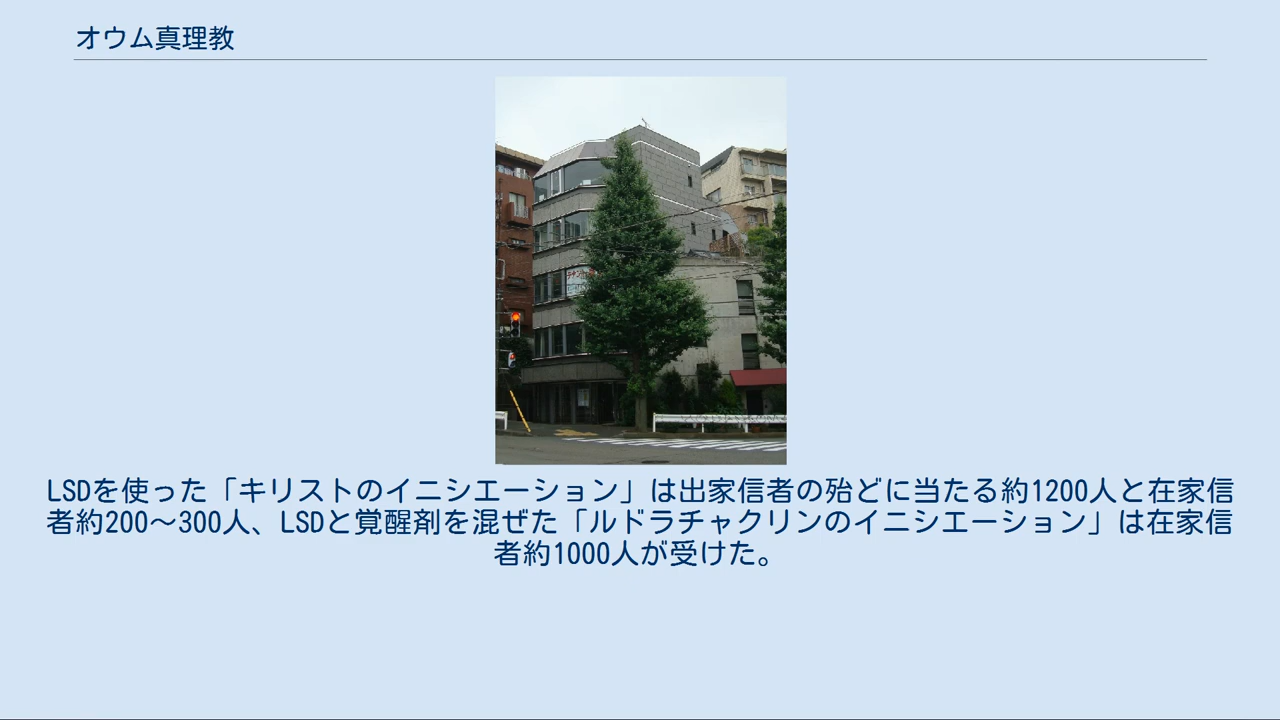 オウム真理教
LSDを使った「キリストのイニシエーション」は出家信者の殆どに当たる約1200人と在家信
者約200～300人、LSDと覚醒剤を混ぜた「ルドラチャクリンのイニシエーション」は在家信
者約1000人が受けた。